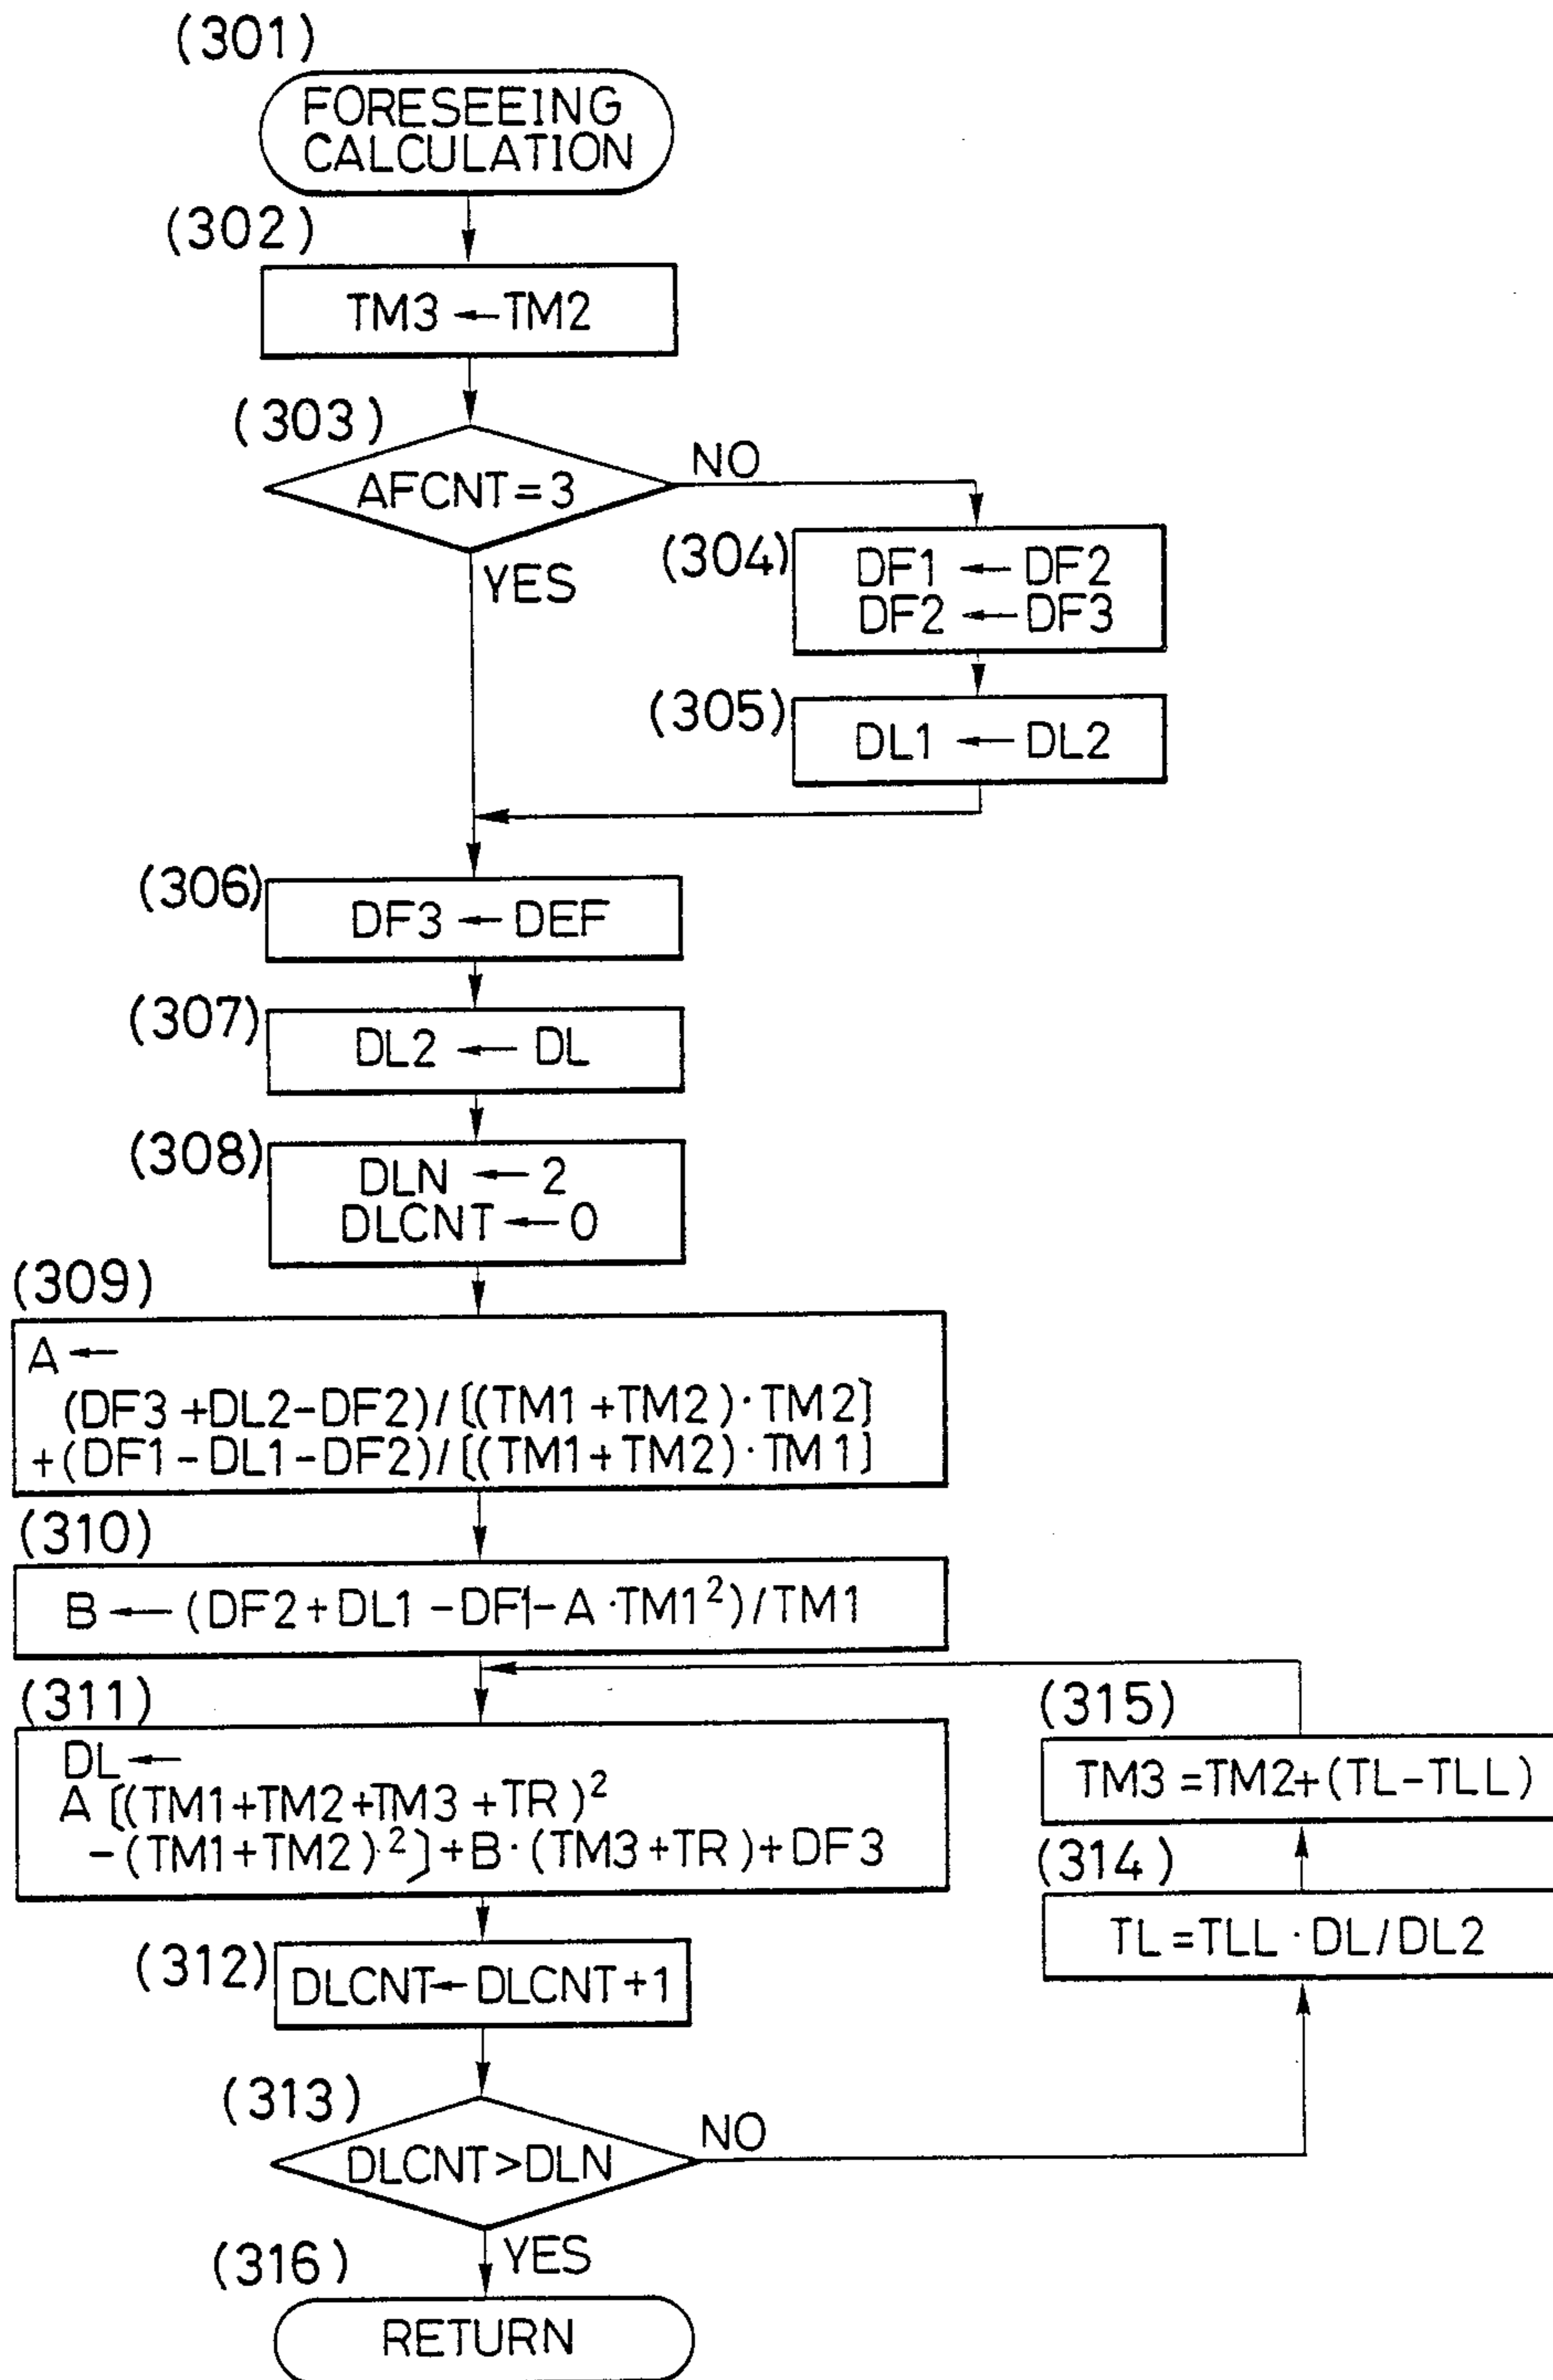 (301)
FORESEEING
CALCULATION
(302)
TM3 ← TM2
(303)
AFCNT = 3
NO
YES
(304)
DF1 ← DF2
DF2 ← DF3
(305)
DL1 ← DL2
(306)
DF3 ← DEF
(307)
DL2 ← DL
(308)
DLN ← 2
DLCNT ← 0
(309)
A ←
(DF3 + DL2 - DF2) / [(TM1 + TM2) · TM2]
+ (DF1 - DL1 - DF2) / [(TM1 + TM2) · TM1]
(310)
B ← (DF2 + DL1 - DF1 - A · TM1²) / TM1
(311)
DL ←
A [(TM1 + TM2 + TM3 + TR)²
- (TM1 + TM2)²] + B · (TM3 + TR) + DF3
(315)
TM3 = TM2 + (TL - TLL)
(314)
TL = TLL · DL / DL2
(312)
DLCNT ← DLCNT + 1
(313)
DLCNT > DLN
NO
YES
(316)
RETURN